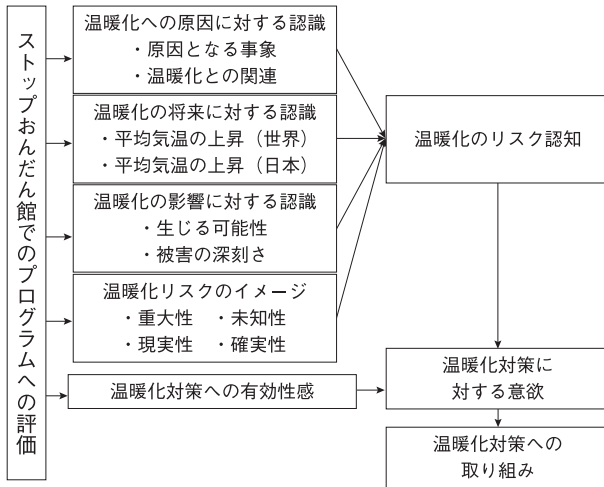 ストップおんだん館でのプログラムへの評価
温暖化への原因に対する認識
・原因となる事象
・温暖化との関連
温暖化の将来に対する認識
・平均気温の上昇（世界）
・平均気温の上昇（日本）
温暖化の影響に対する認識
・生じる可能性
・被害の深刻さ
温暖化リスクのイメージ
・重大性　・未知性
・現実性　・確実性
温暖化対策への有効性感
温暖化のリスク認知
温暖化対策に
対する意欲
温暖化対策への
取り組み